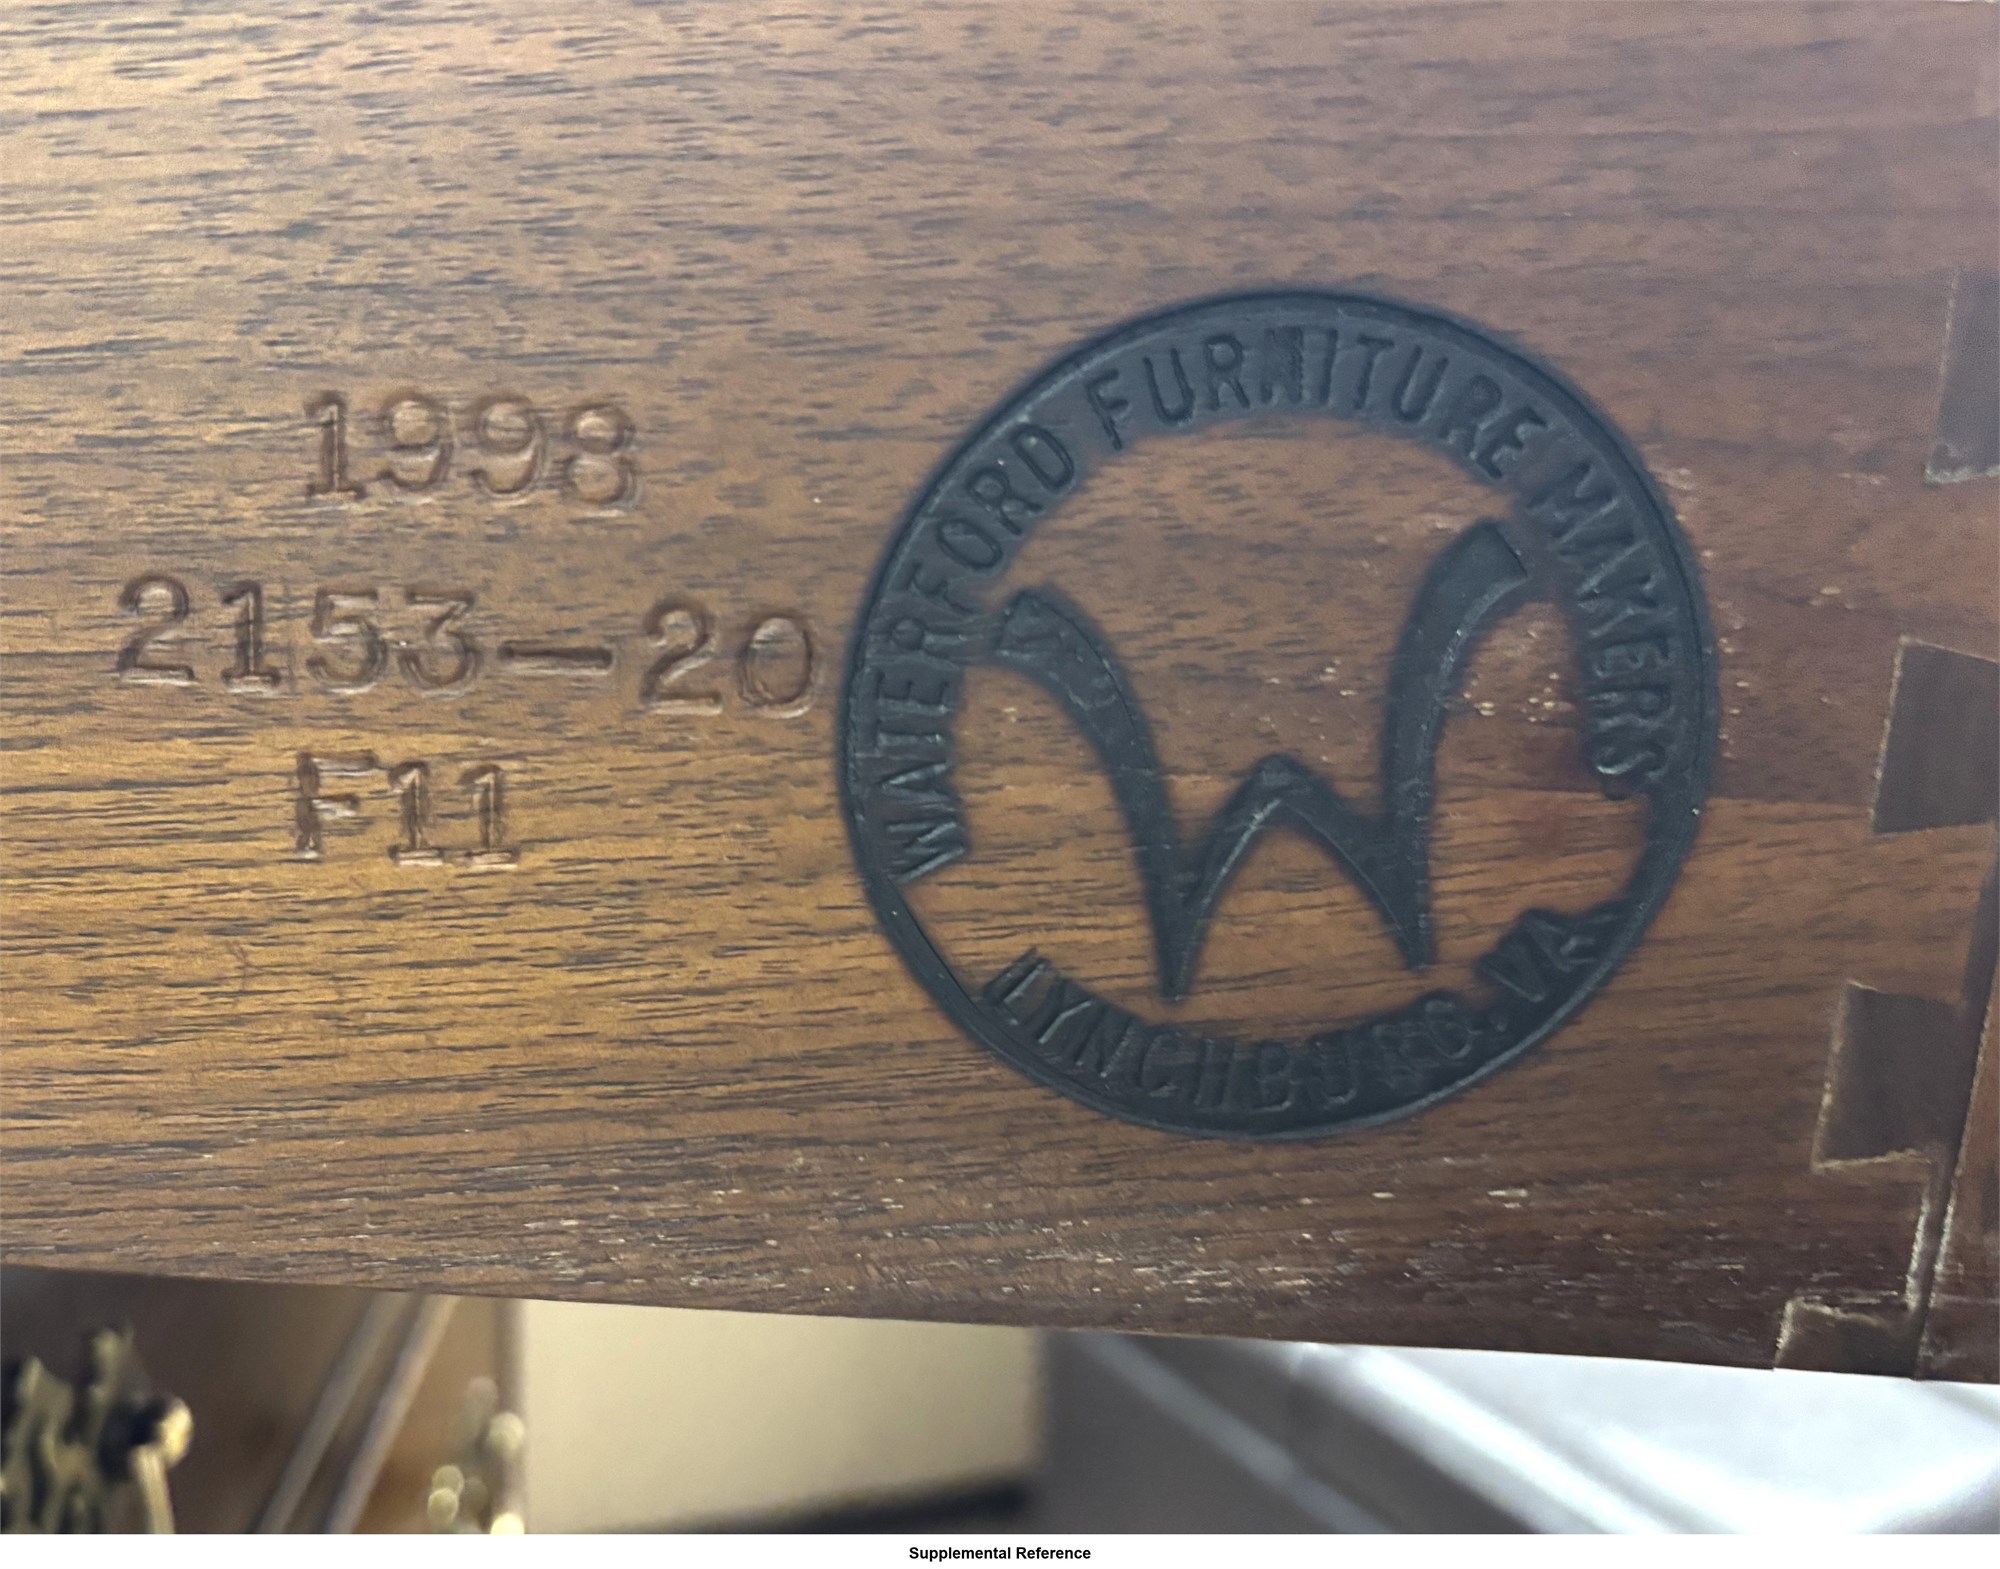 1998
2153-20
F11
WATERFORD FURNITURE MAKERS
W
LYNCHBURG, VA.
Supplemental Reference